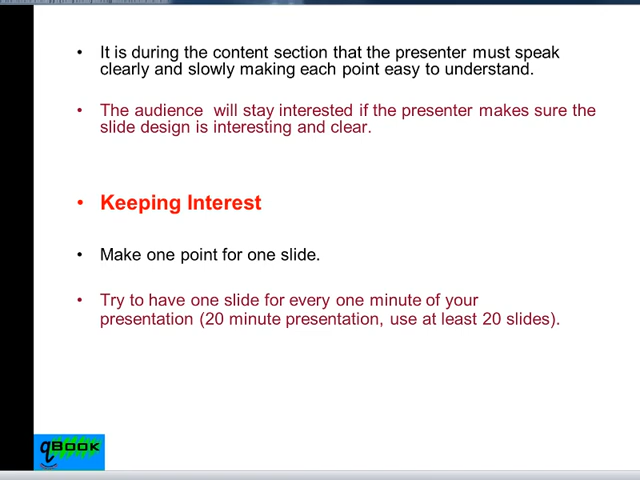 • It is during the content section that the presenter must speak
clearly and slowly making each point easy to understand.
• The audience will stay interested if the presenter makes sure the
slide design is interesting and clear.
• Keeping Interest
• Make one point for one slide.
• Try to have one slide for every one minute of your
presentation (20 minute presentation, use at least 20 slides).
qBOOK